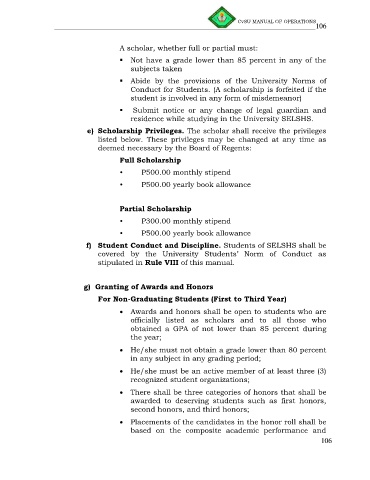 CvSU MANUAL OF OPERATIONS
106
A scholar, whether full or partial must:
▪ Not have a grade lower than 85 percent in any of the
subjects taken
▪ Abide by the provisions of the University Norms of
Conduct for Students. (A scholarship is forfeited if the
student is involved in any form of misdemeanor)
▪ Submit notice or any change of legal guardian and
residence while studying in the University SELSHS.
e) Scholarship Privileges. The scholar shall receive the privileges
listed below. These privileges may be changed at any time as
deemed necessary by the Board of Regents:
Full Scholarship
• P500.00 monthly stipend
• P500.00 yearly book allowance
Partial Scholarship
• P300.00 monthly stipend
• P500.00 yearly book allowance
f) Student Conduct and Discipline. Students of SELSHS shall be
covered by the University Students' Norm of Conduct as
stipulated in Rule VIII of this manual.
g) Granting of Awards and Honors
For Non-Graduating Students (First to Third Year)
• Awards and honors shall be open to students who are
officially listed as scholars and to all those who
obtained a GPA of not lower than 85 percent during
the year;
• He/she must not obtain a grade lower than 80 percent
in any subject in any grading period;
• He/she must be an active member of at least three (3)
recognized student organizations;
• There shall be three categories of honors that shall be
awarded to deserving students such as first honors,
second honors, and third honors;
• Placements of the candidates in the honor roll shall be
based on the composite academic performance and
106